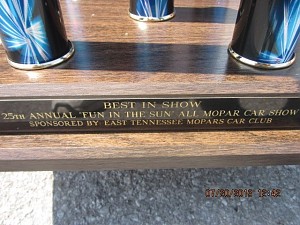 BEST IN SHOW
25TH ANNUAL 'FUN IN THE SUN' ALL MOPAR CAR SHOW
SPONSORED BY EAST TENNESSEE MOPARS CAR CLUB